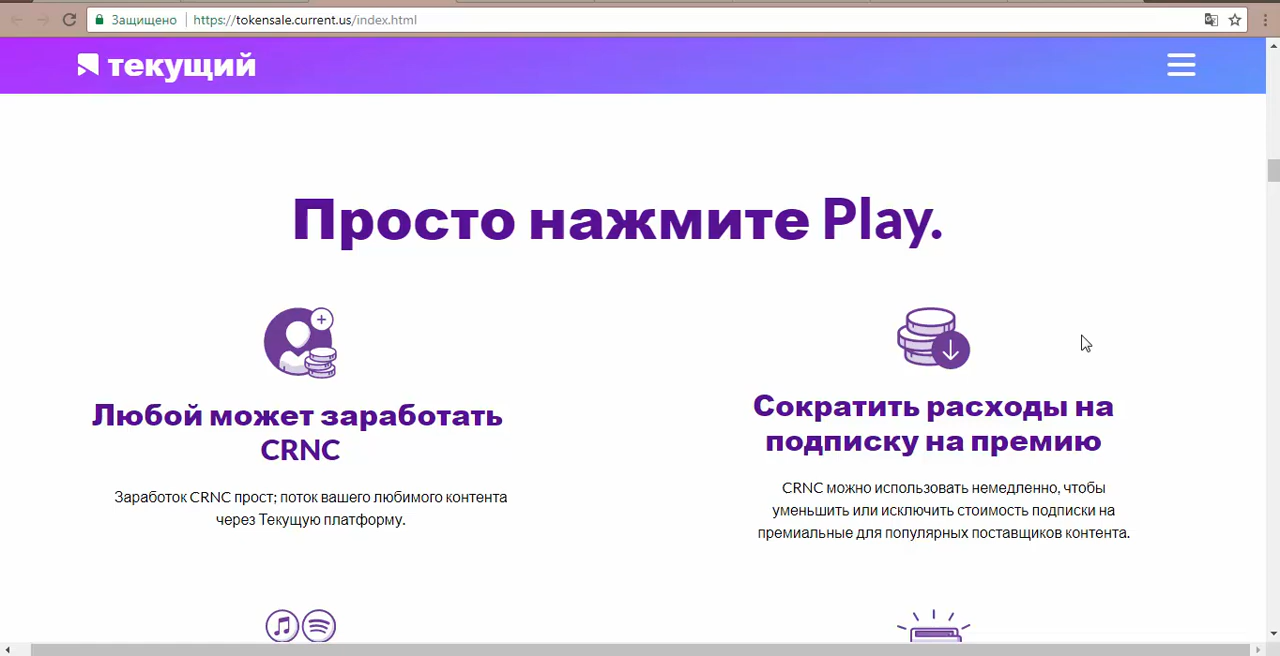 Защищено
https://tokensale.current.us/index.html
текущий
Просто нажмите Play.
Любой может заработать
CRNC
Заработок CRNC прост; поток вашего любимого контента
через Текущую платформу.
Сократить расходы на
подписку на премию
CRNC можно использовать немедленно, чтобы
уменьшить или исключить стоимость подписки на
премиальные для популярных поставщиков контента.